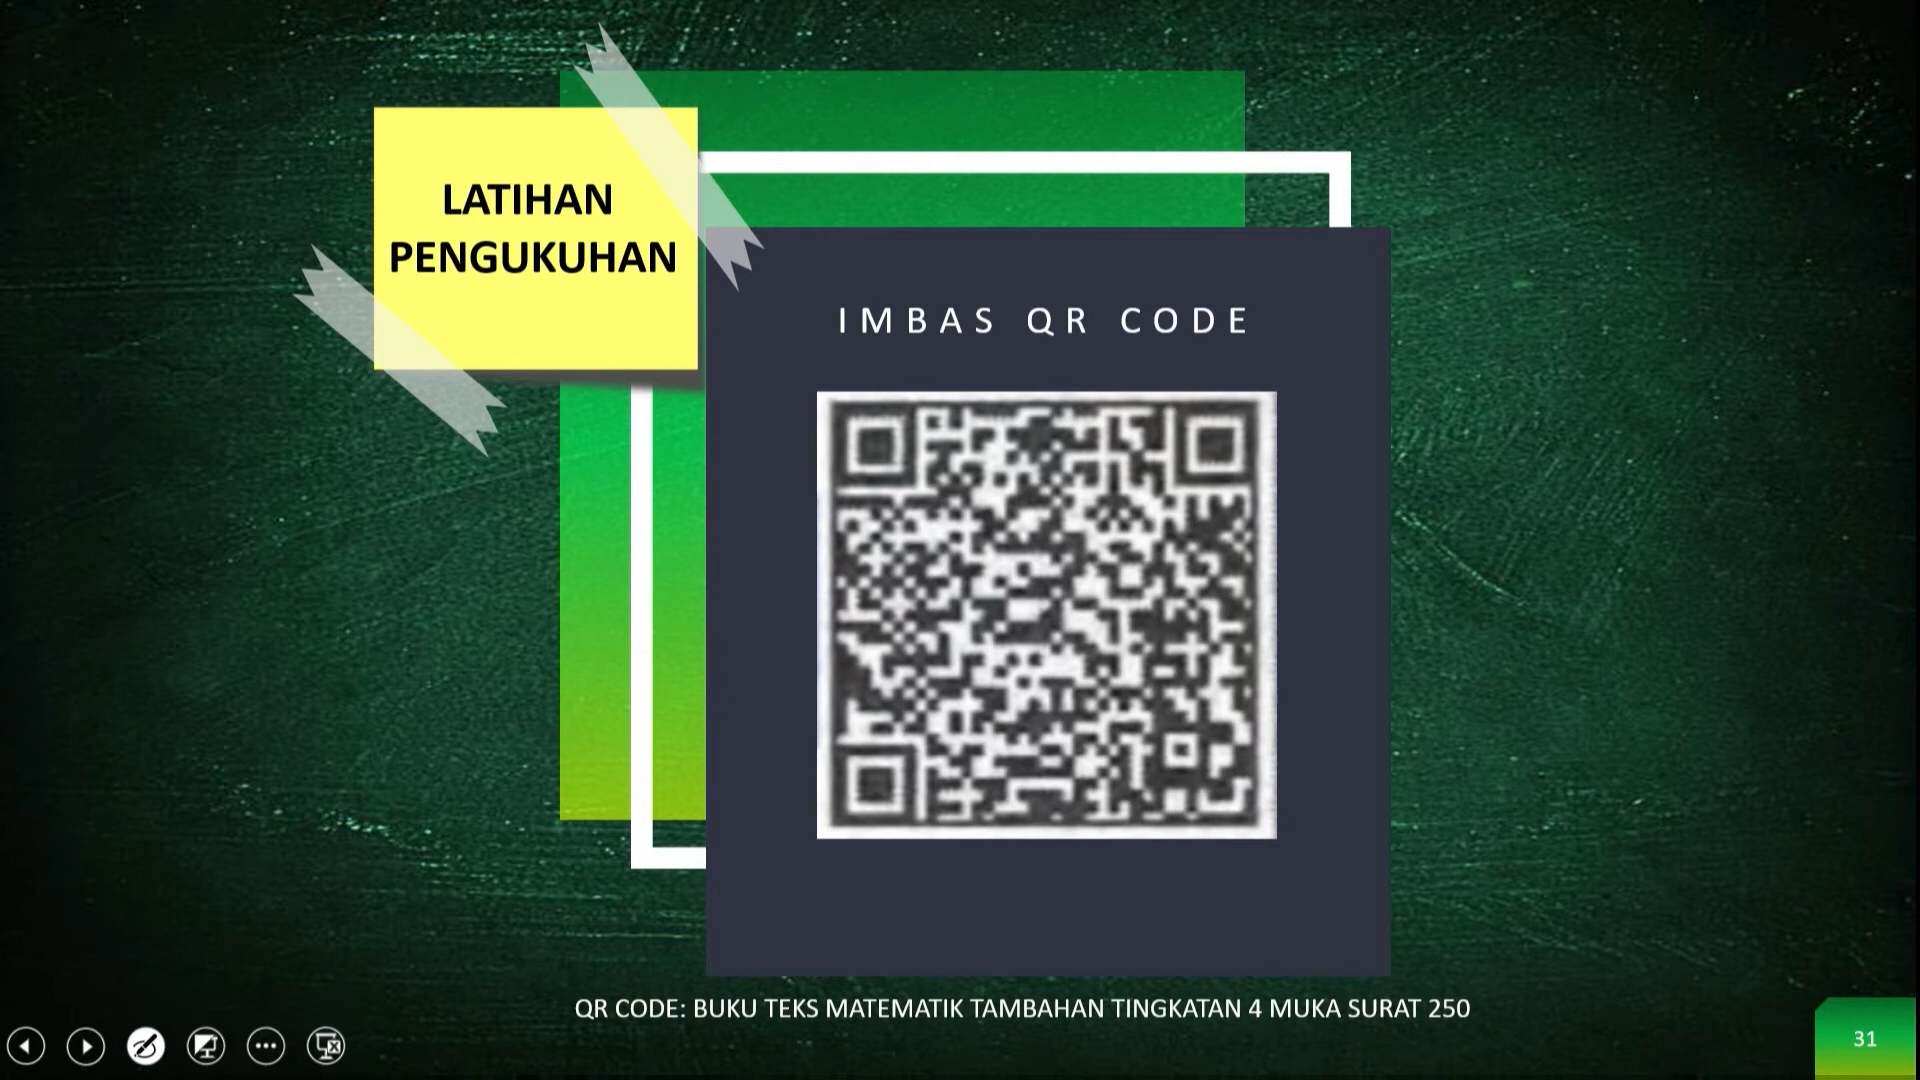 LATIHAN
PENGUKUHAN
IMBAS QR CODE
QR CODE: BUKU TEKS MATEMATIK TAMBAHAN TINGKATAN 4 MUKA SURAT 250
31